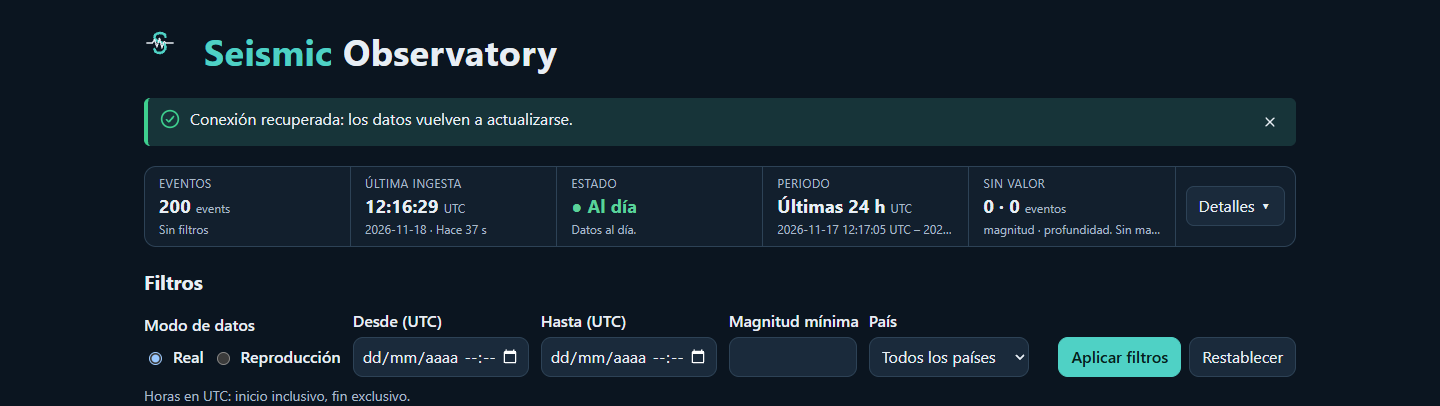 Seismic Observatory
Conexión recuperada: los datos vuelven a actualizarse.
EVENTOS
200 events
Sin filtros
ÚLTIMA INGESTA
12:16:29 UTC
2026-11-18 · Hace 37 s
ESTADO
● Al día
Datos al día.
PERIODO
Últimas 24 h UTC
2026-11-17 12:17:05 UTC – 202...
SIN VALOR
0 · 0 eventos
magnitud · profundidad. Sin ma...
Detalles ▼
Filtros
Modo de datos
Real
Reproducción
Desde (UTC)
dd/mm/aaaa --:--
Hasta (UTC)
dd/mm/aaaa --:--
Magnitud mínima
País
Todos los países
Aplicar filtros
Restablecer
Horas en UTC: inicio inclusivo, fin exclusivo.